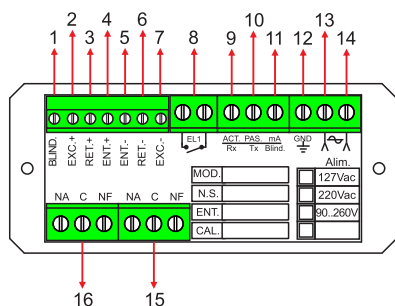 1 2 3 4 5 6 7 8 9 10 11 12 13 14
BLIND. EXC.+ RET.+ ENT.+ ENT.- RET.- EXC.-
EL1
ACT. PAS. mA
Rx Tx Blind.
GND
Alim.
127Vac
220Vac
90..260V
MOD.
N.S.
ENT.
CAL.
NA C NF NA C NF
16 15